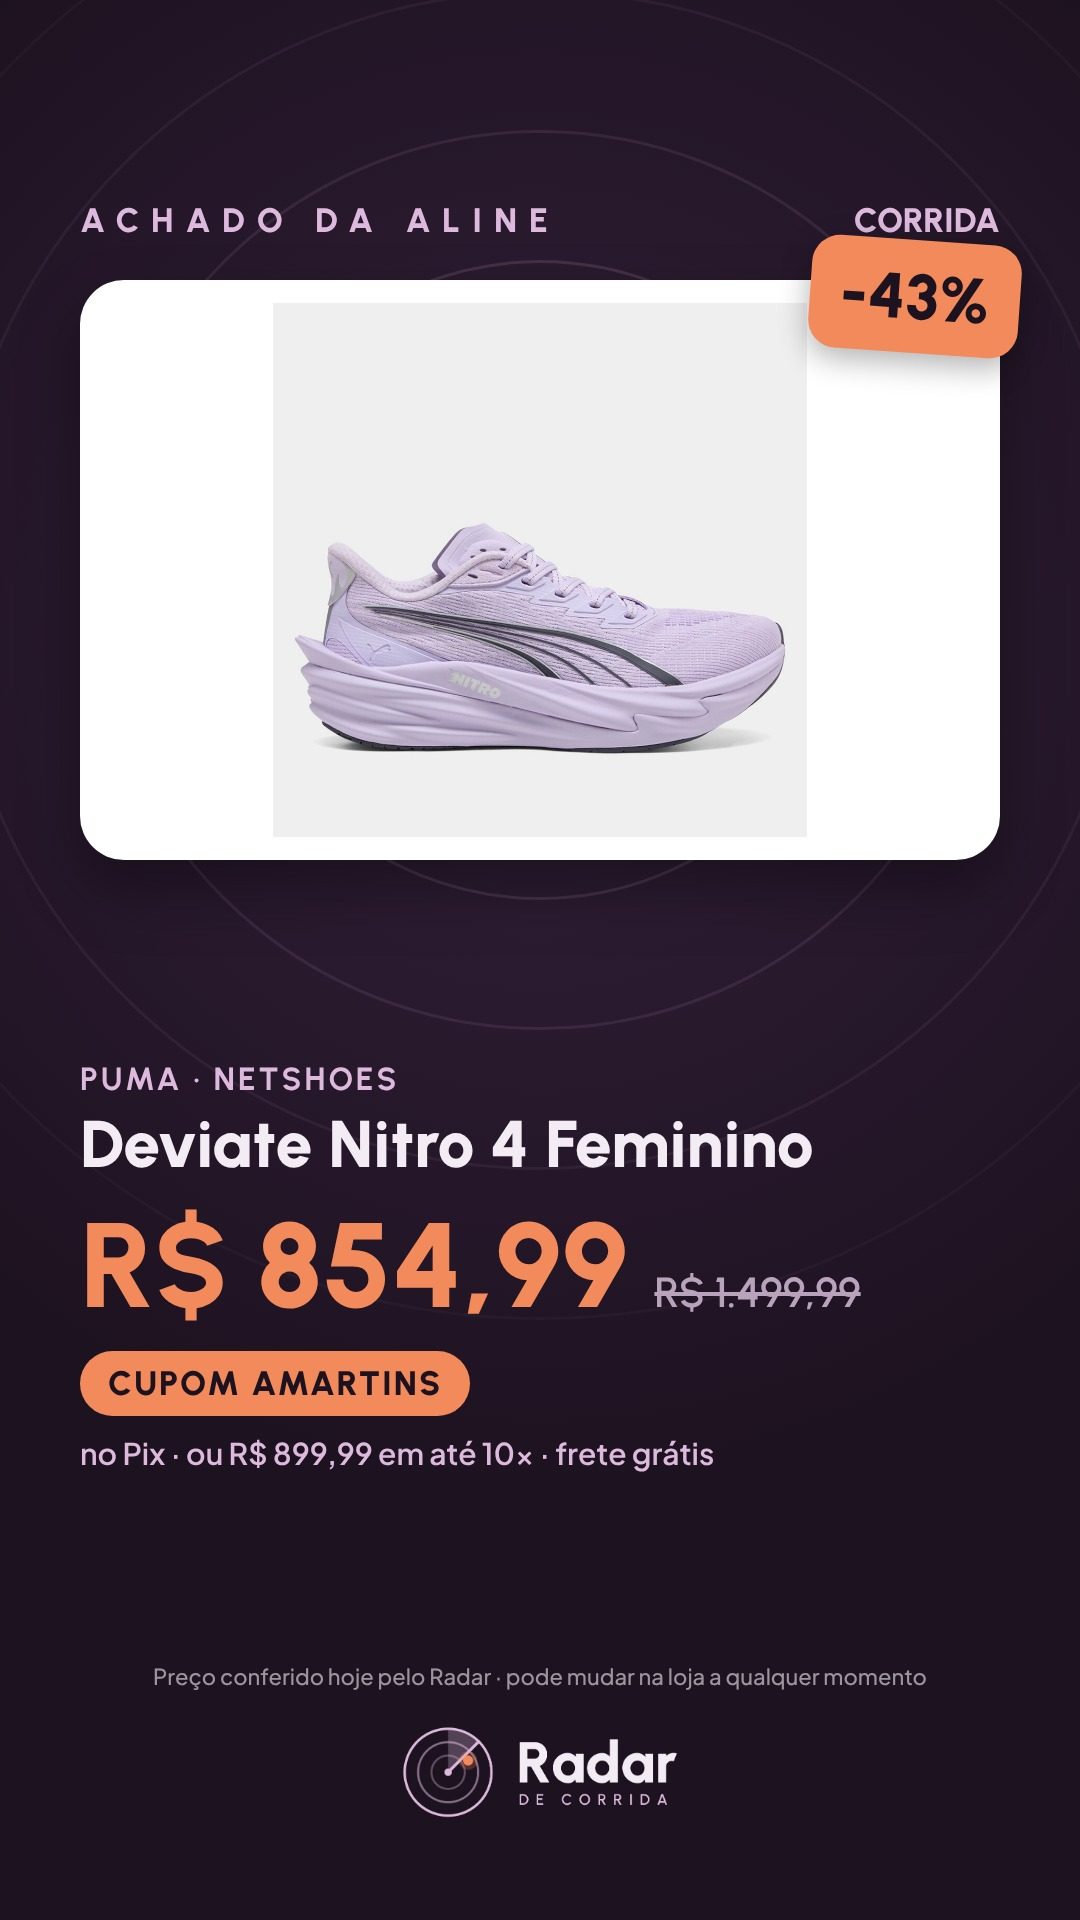 ACHADO DA ALINE
CORRIDA
-43%
NITRO
PUMA · NETSHOES
Deviate Nitro 4 Feminino
R$ 854,99 R$ 1.499,99
CUPOM AMARTINS
no Pix · ou R$ 899,99 em até 10× · frete grátis
Preço conferido hoje pelo Radar · pode mudar na loja a qualquer momento
Radar
DE CORRIDA